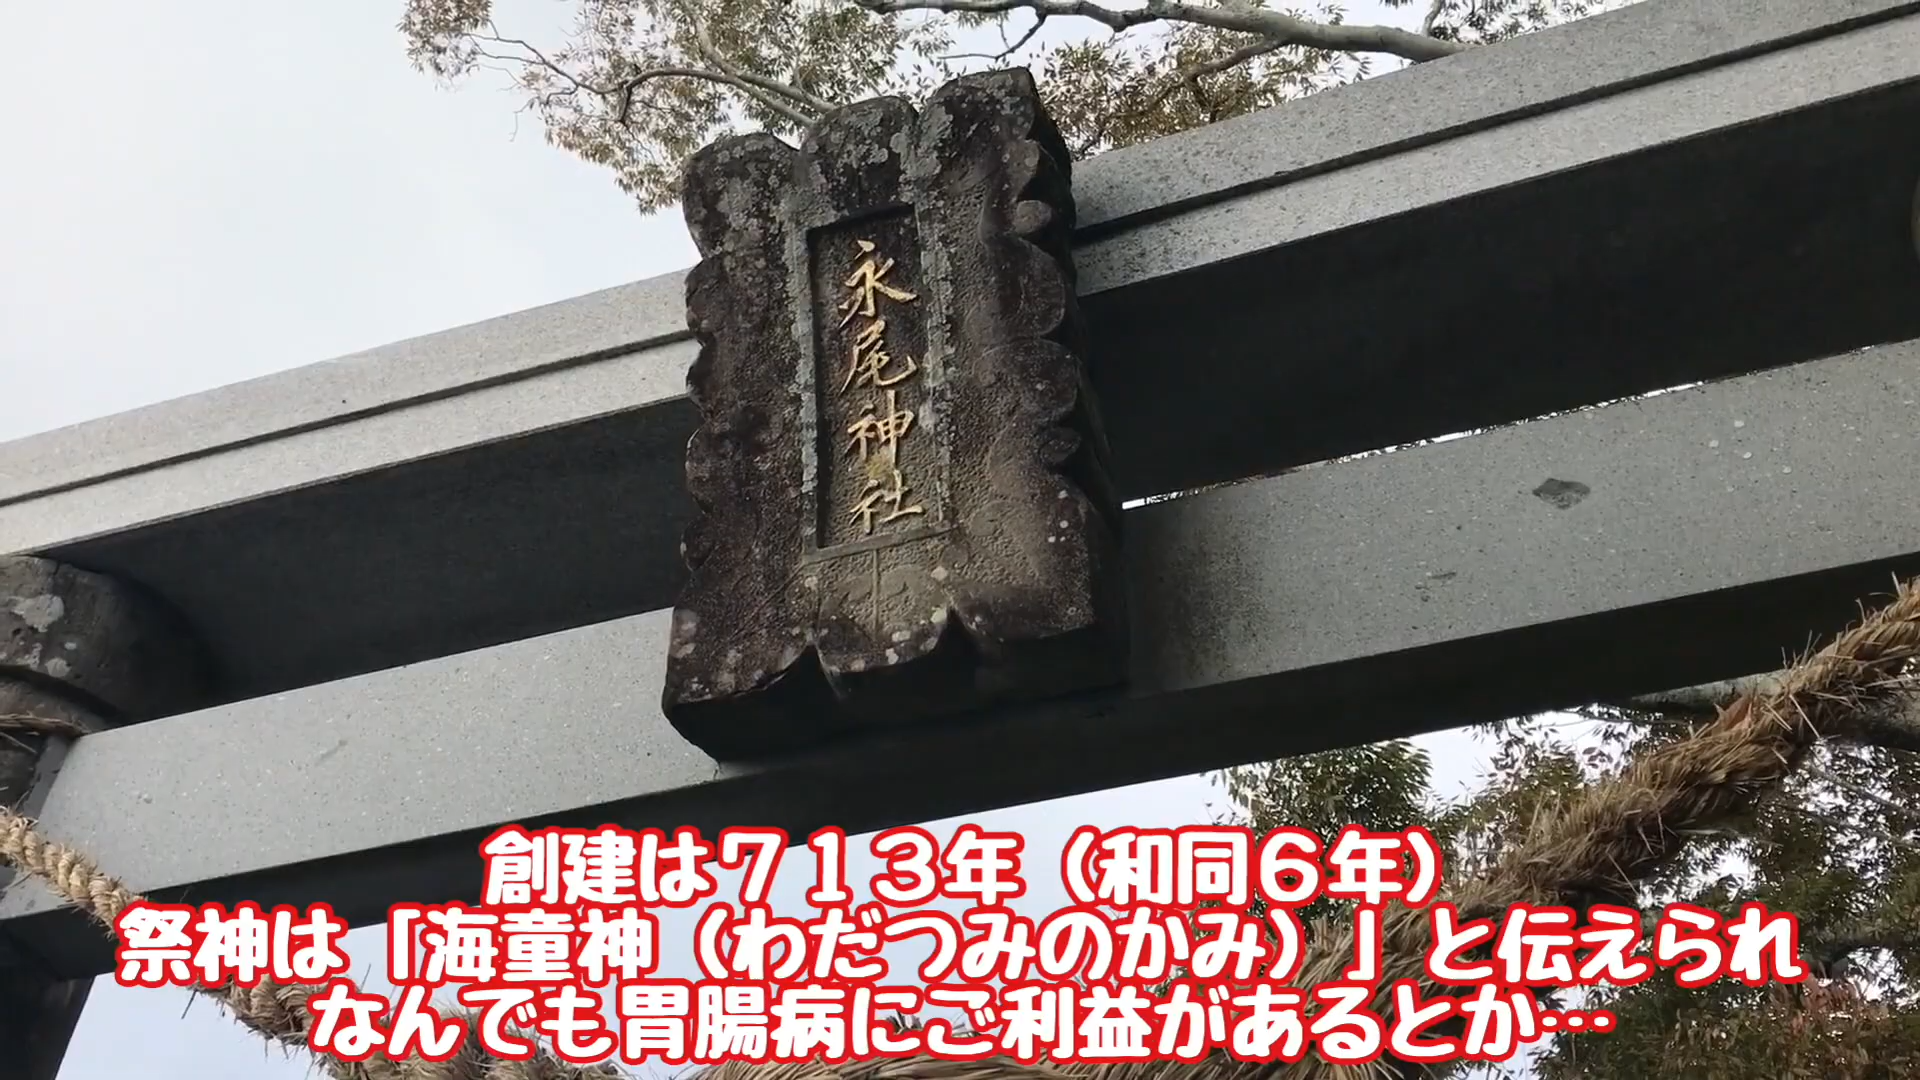 永尾神社
創建は７１３年（和同６年）
祭神は「海童神（わだつみのかみ）」と伝えられ
なんでも胃腸病にご利益があるとか…